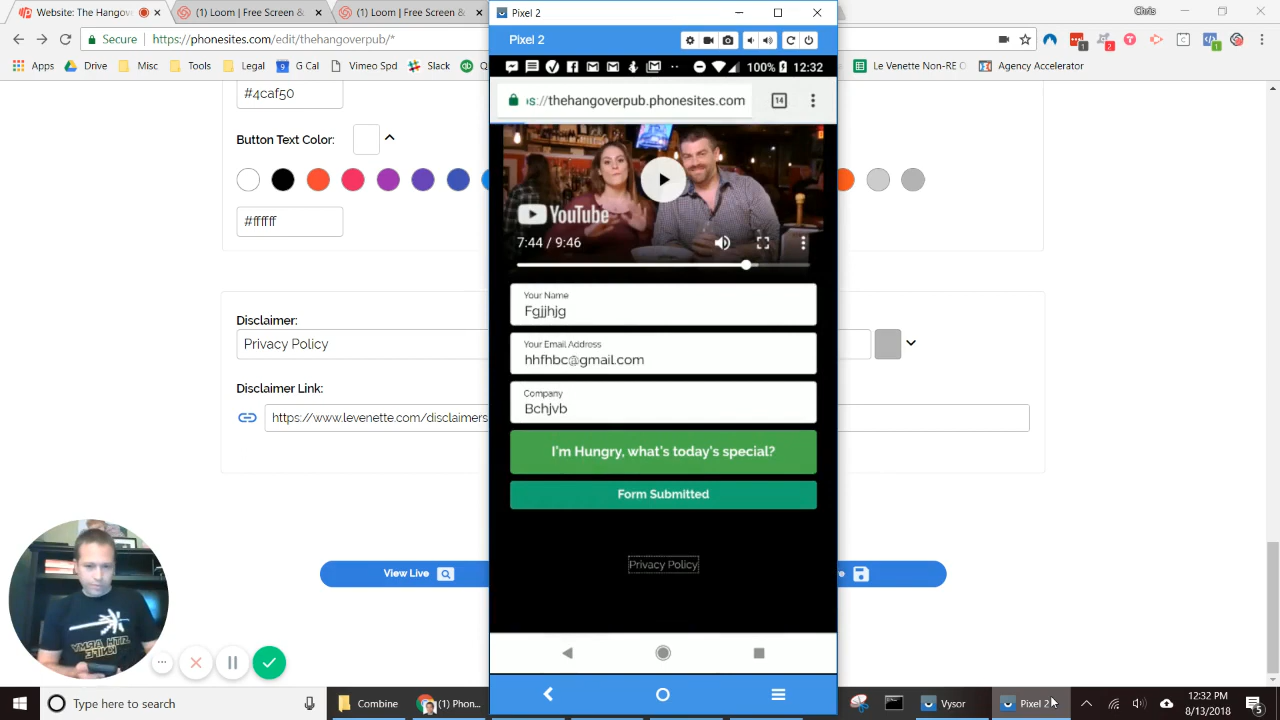 Pixel 2
Website: The Hangov
(1) Loom | Free Screen &
(1) Loom | Free Screen &
Secure
https://phonesites.com/edit/thehangoverpub/*
Apps
Suite
Translate
Leads
G Cal
Vimeo
Slack
Le Venette Non-RE
Agency Accelerator
Pixel 2
100% 12:32
s://thehangoverpub.phonesites.com
14
#4caf50
Button Text Color:
#ffffff
YouTube
7:44 / 9:46
Your Name
Fgjjhjg
Your Email Address
hhfhbc@gmail.com
Company
Bchjvb
I'm Hungry, what's today's special?
Form Submitted
Privacy Policy
Disclaimer:
Privacy Policy
Disclaimer Link:
https://www.levenette.com/disclaimers
View Live
Type here to search
Combine
(1) Phon...
Vysor
Pixel 2
12:32 PM
8/13/2018